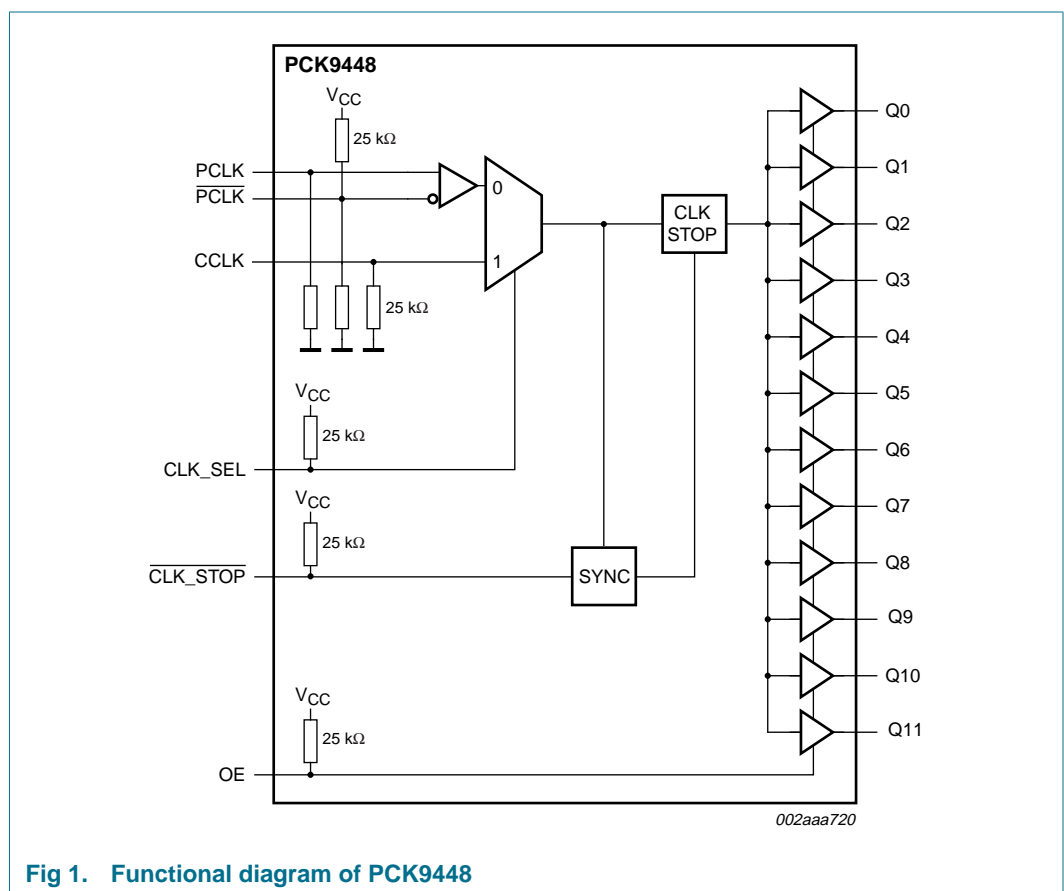 PCK9448
VCC
25 kΩ
PCLK
PCLK
0
CLK
STOP
CCLK
1
25 kΩ
VCC
25 kΩ
CLK_SEL
VCC
25 kΩ
CLK_STOP
SYNC
VCC
25 kΩ
OE
Q0
Q1
Q2
Q3
Q4
Q5
Q6
Q7
Q8
Q9
Q10
Q11
002aaa720
Fig 1. Functional diagram of PCK9448